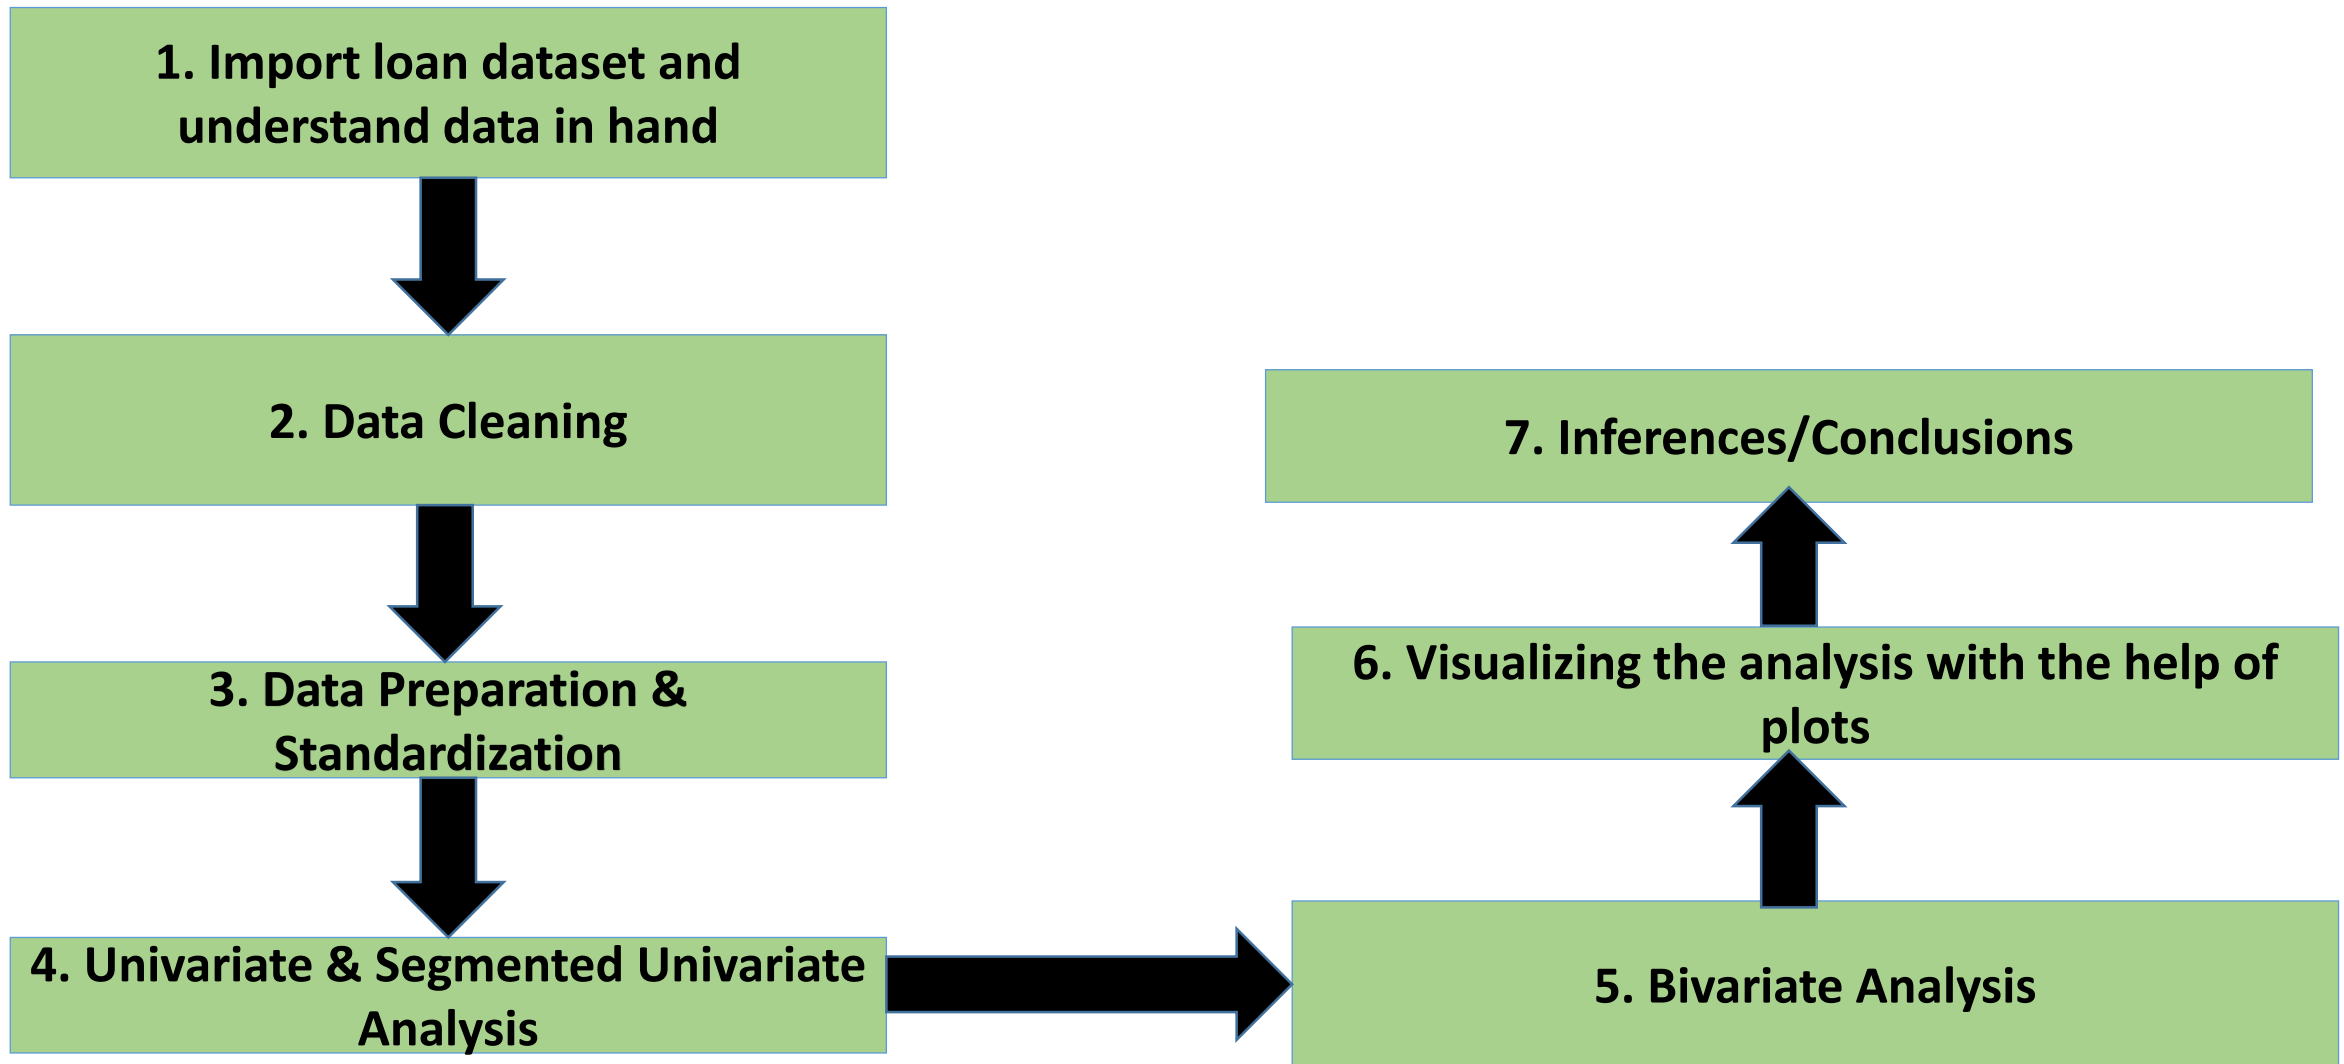 1. Import loan dataset and
understand data in hand
2. Data Cleaning
3. Data Preparation &
Standardization
4. Univariate & Segmented Univariate
Analysis
5. Bivariate Analysis
6. Visualizing the analysis with the help of
plots
7. Inferences/Conclusions